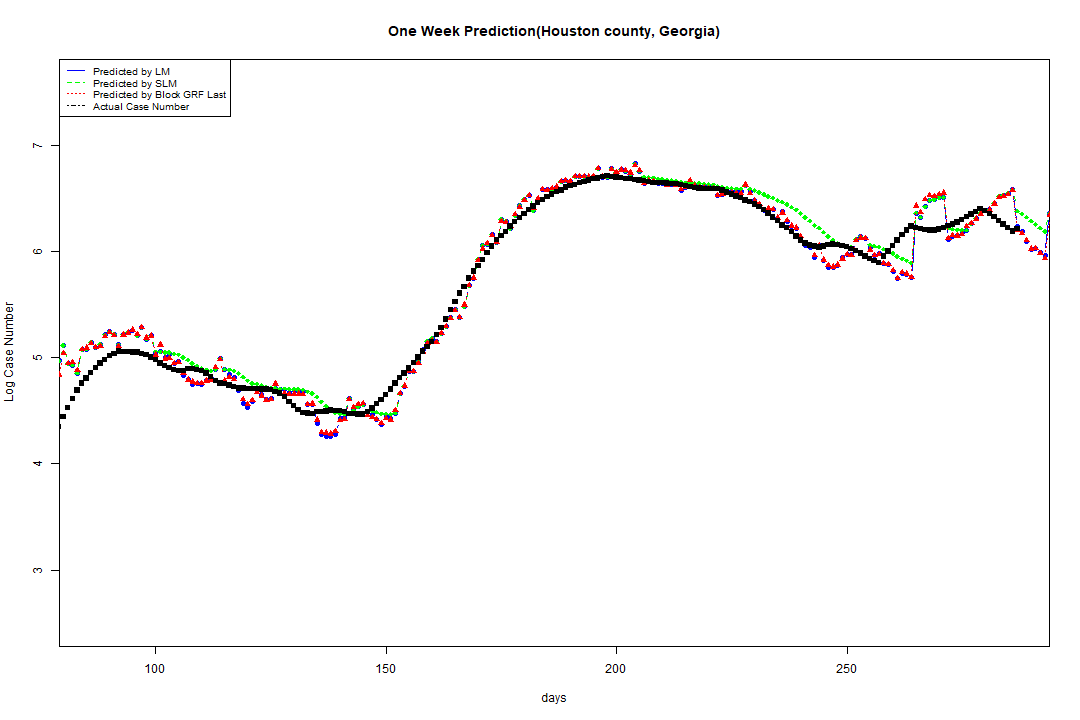 One Week Prediction(Houston county, Georgia)
Predicted by LM
Predicted by SLM
Predicted by Block GRF Last
Actual Case Number
7
6
5
4
3
Log Case Number
100 150 200 250
days